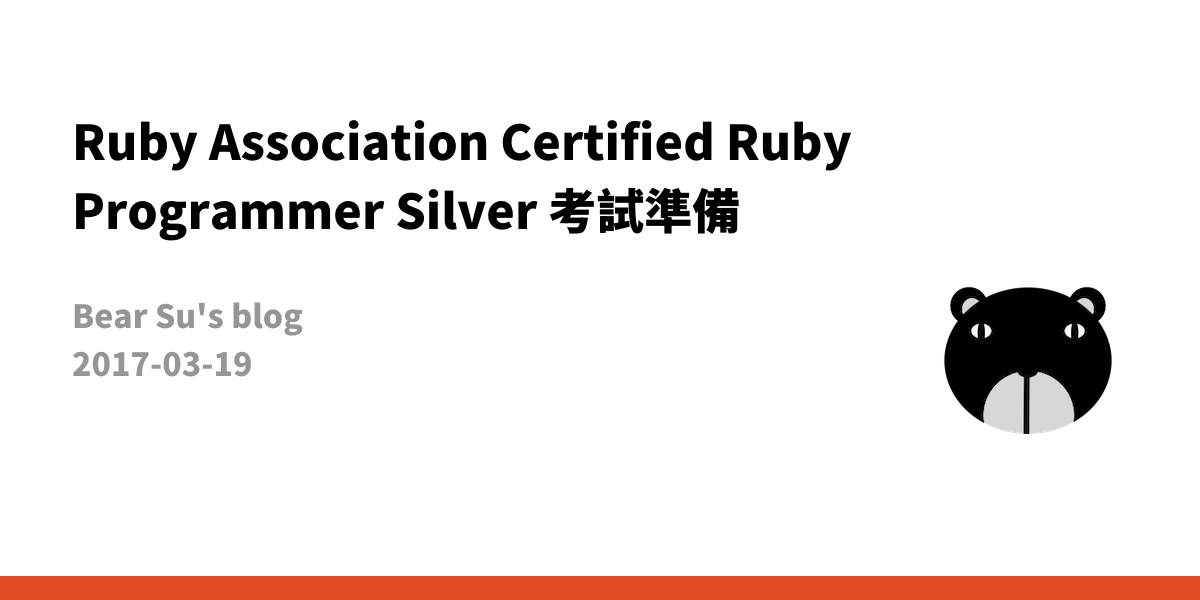 Ruby Association Certified Ruby
Programmer Silver 考試準備
Bear Su's blog
2017-03-19